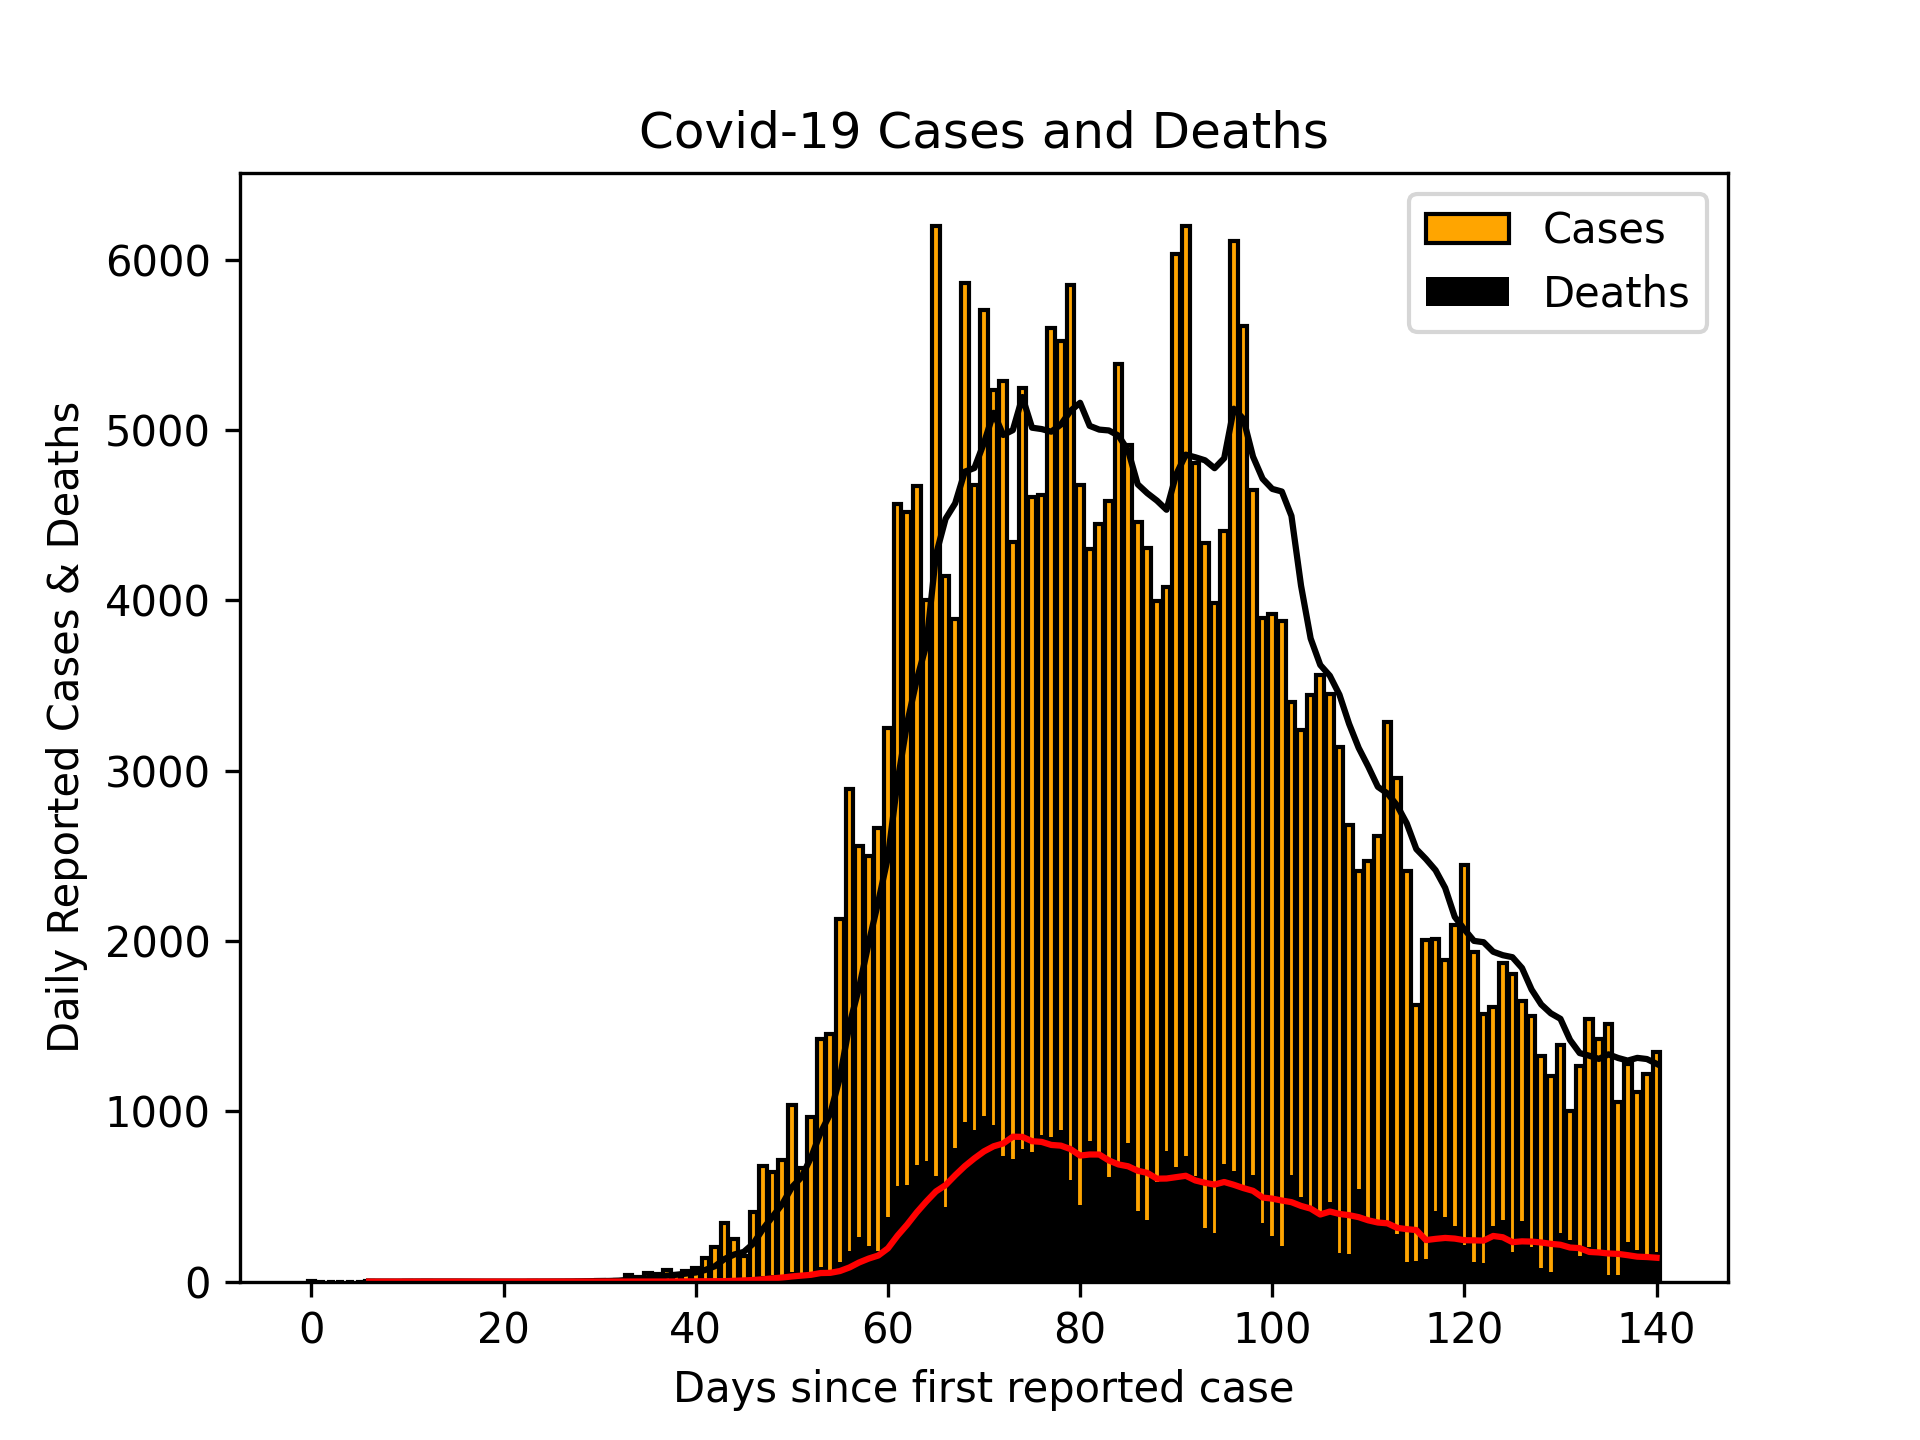 Covid-19 Cases and Deaths
Cases
Deaths
6000
5000
4000
3000
2000
1000
0
Daily Reported Cases & Deaths
0 20 40 60 80 100 120 140
Days since first reported case